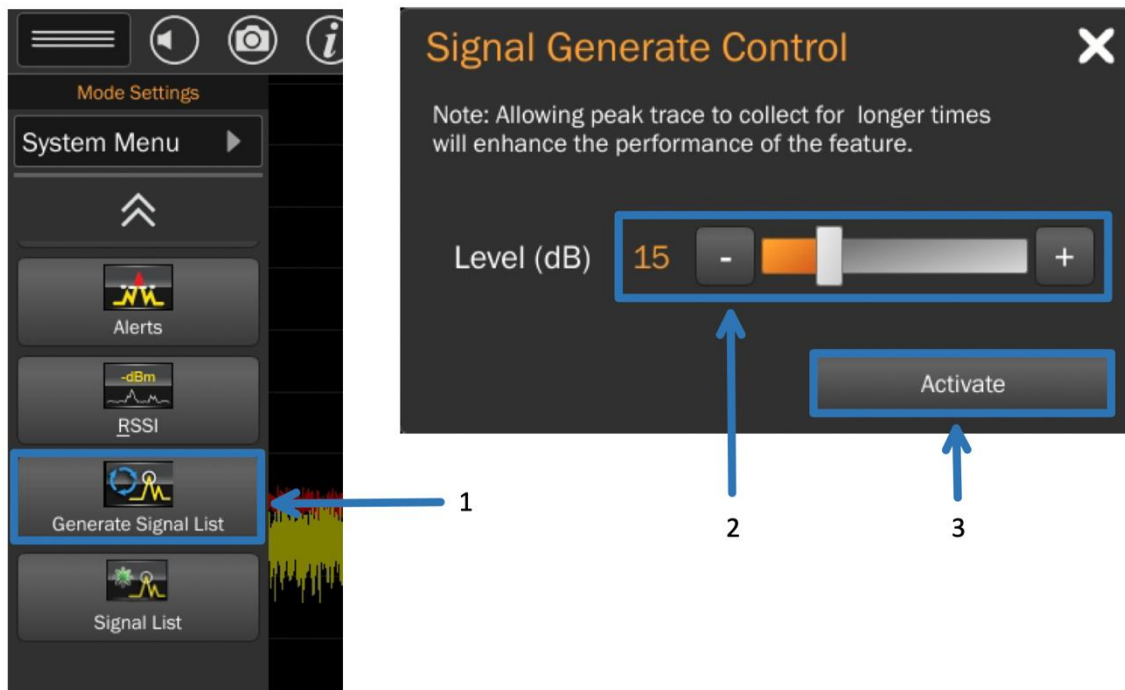 i
Mode Settings
System Menu
Alerts
-dBm
RSSI
Generate Signal List
Signal List
Signal Generate Control
Note: Allowing peak trace to collect for longer times
will enhance the performance of the feature.
Level (dB) 15 - +
Activate
1
2
3